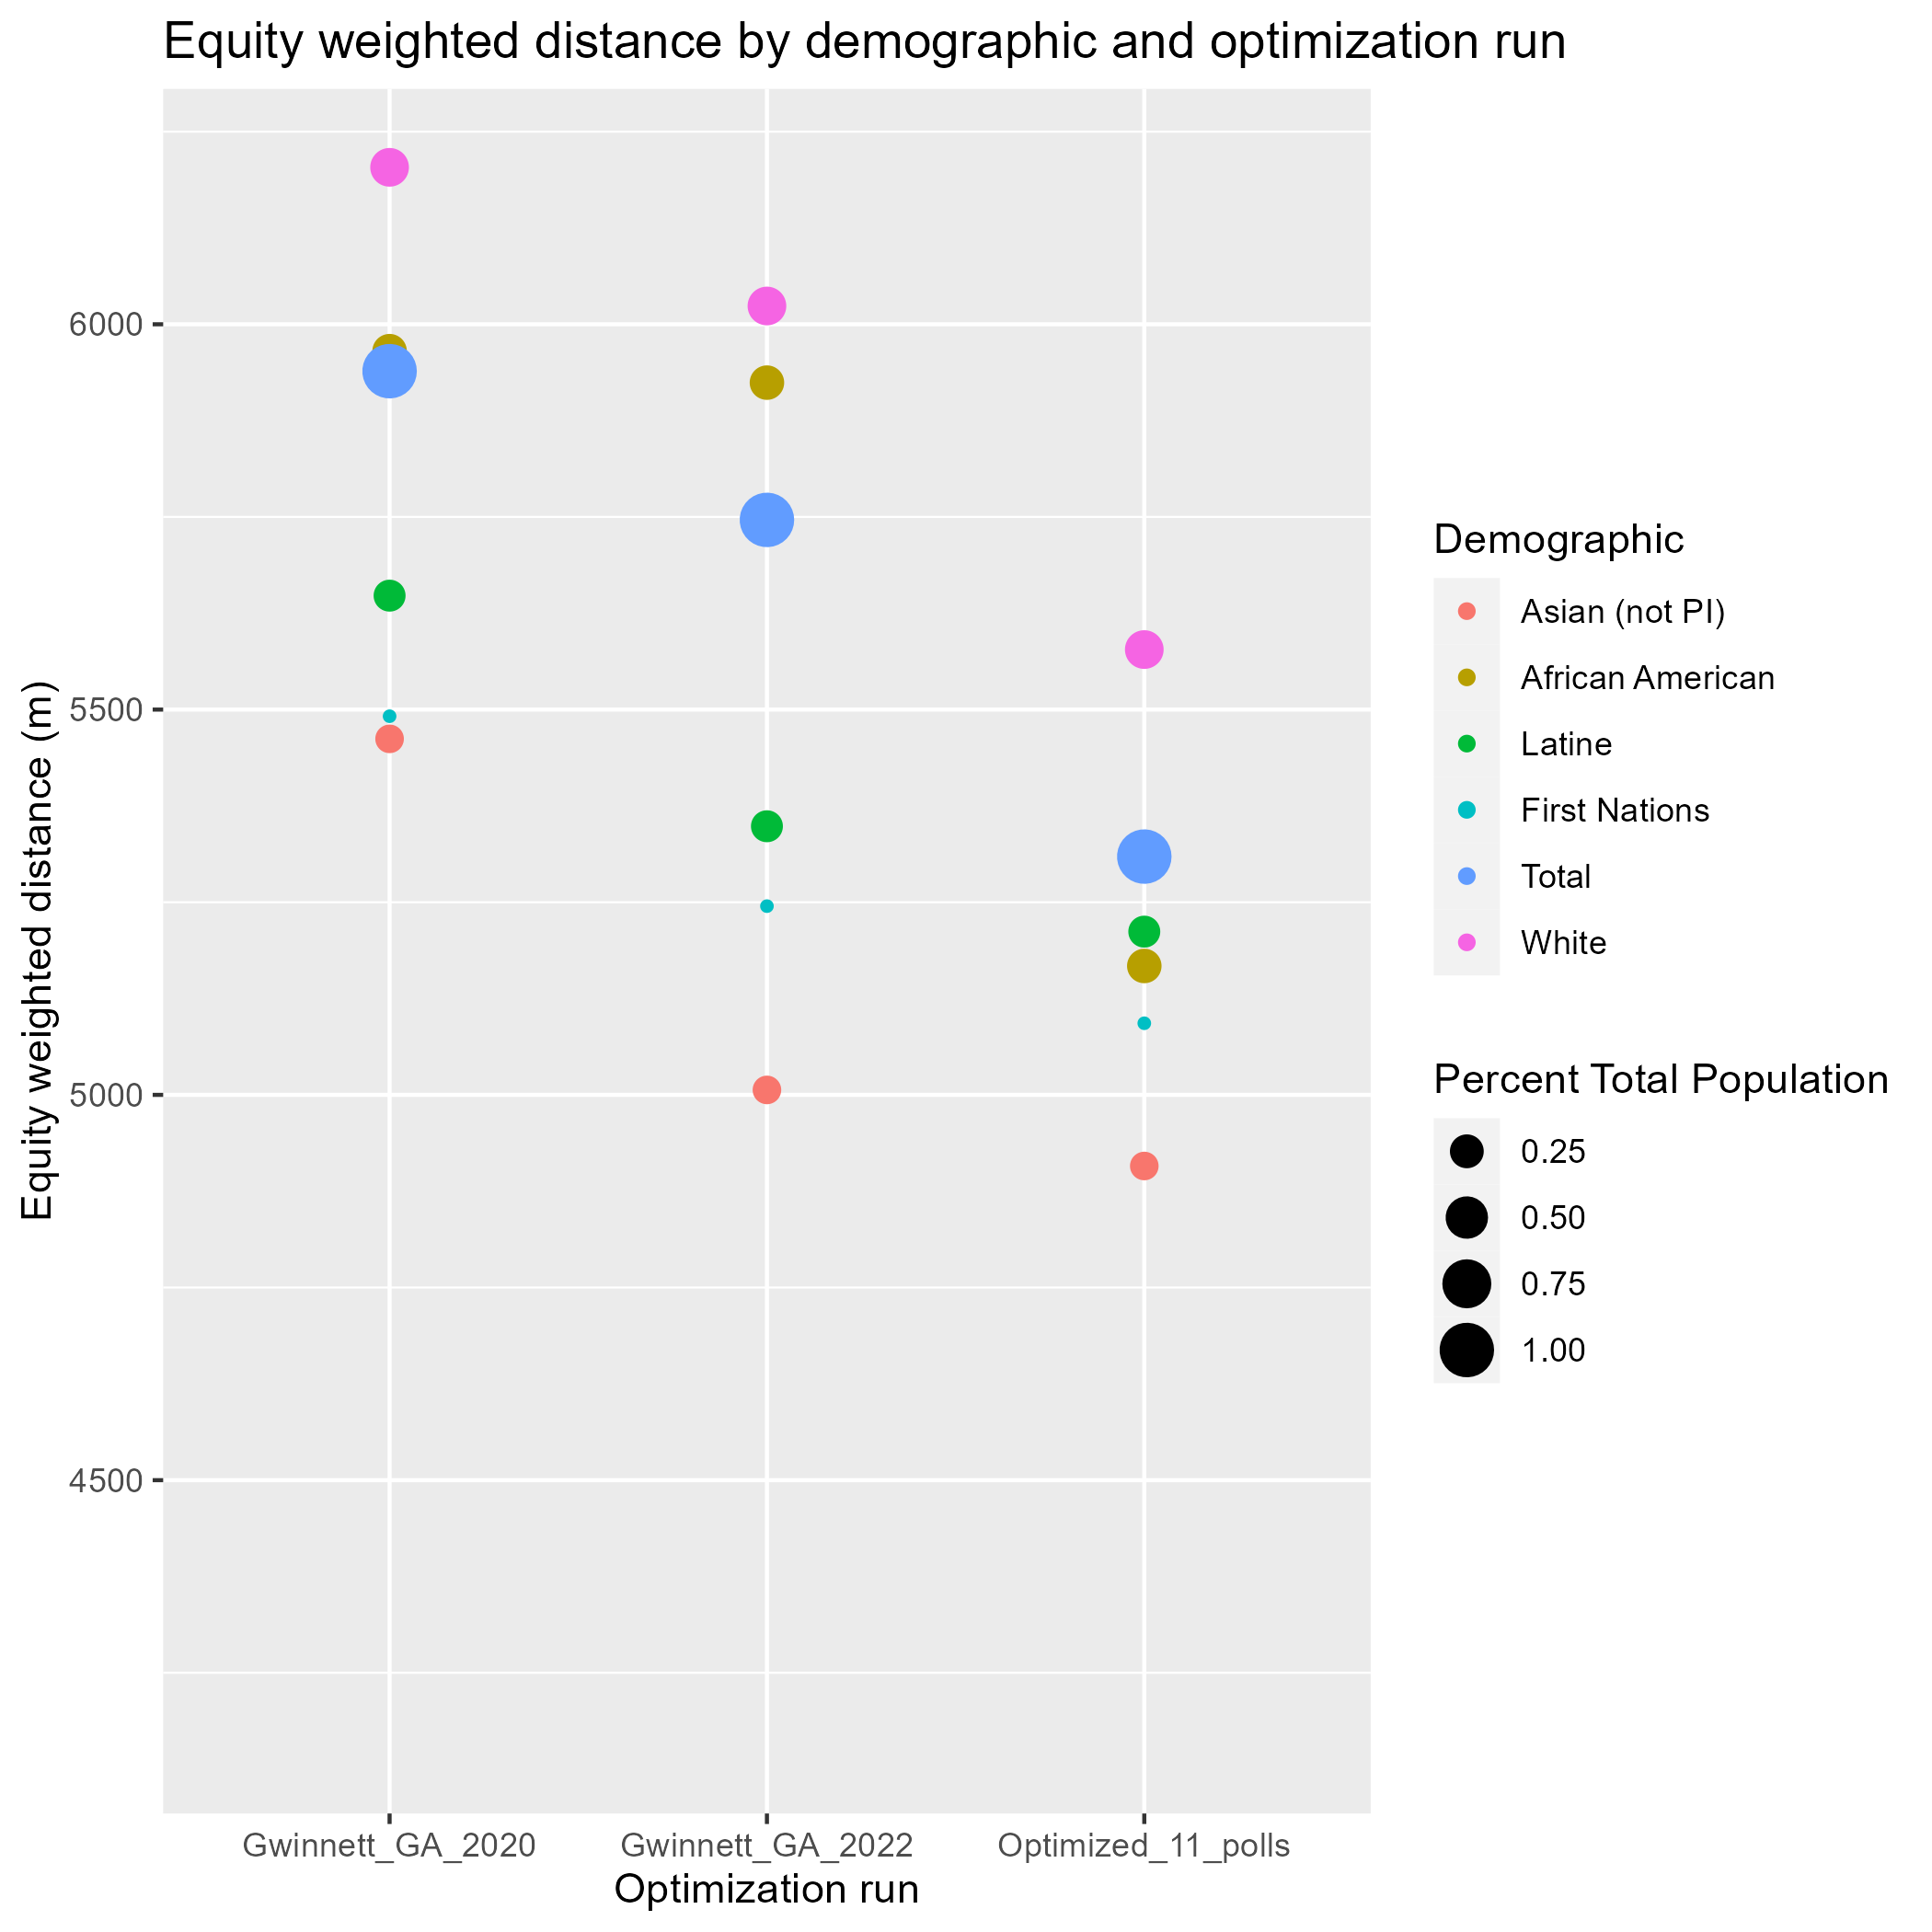 Equity weighted distance by demographic and optimization run
Equity weighted distance (m)
6000
5500
5000
4500
Gwinnett_GA_2020
Gwinnett_GA_2022
Optimized_11_polls
Optimization run
Demographic
Asian (not PI)
African American
Latine
First Nations
Total
White
Percent Total Population
0.25
0.50
0.75
1.00